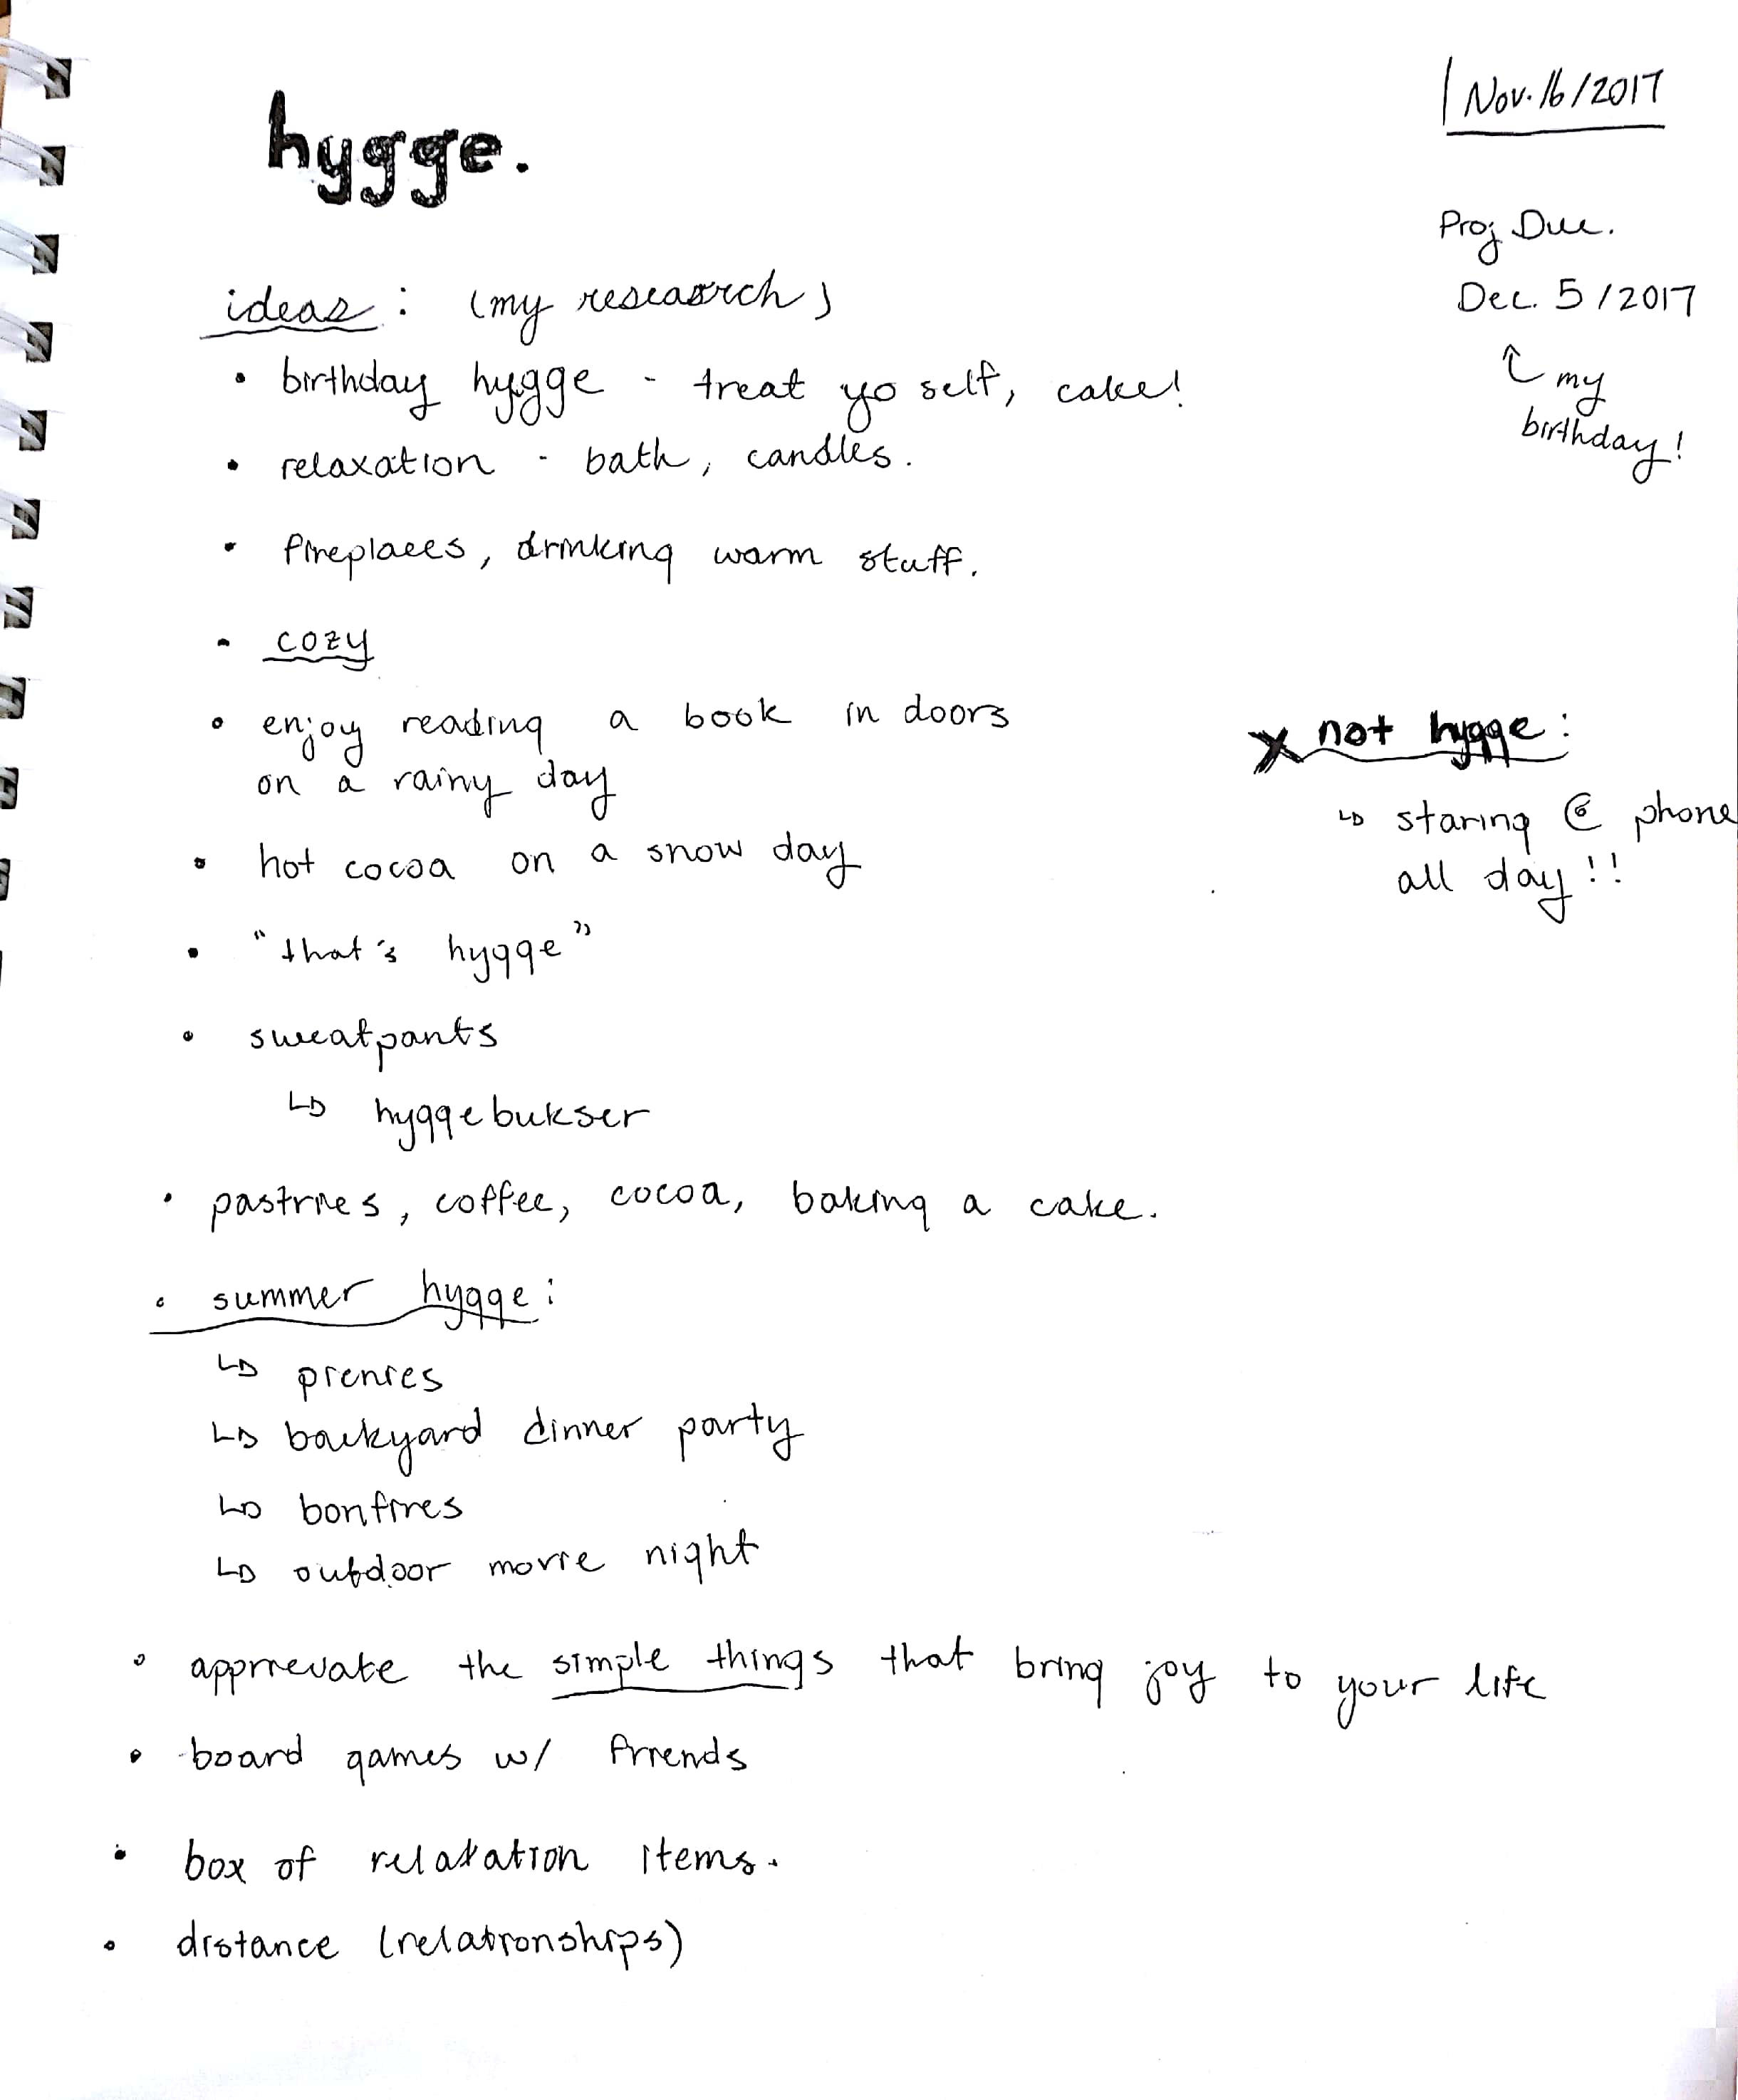 Nov. 16/2017
hygge.
Proj Due.
Dec. 5/2017
↑ my
birthday!
ideas: (my research)
• birthday hygge - treat yo self, cake!
• relaxation - bath, candles.
• fireplaces, drinking warm stuff.
- cozy
• enjoy reading a book in doors
on a rainy day
X not hygge:
↳ staring @ phone
all day!!
• hot cocoa on a snow day
• "that's hygge"
• sweatpants
↳ hyggebukser
• pastries, coffee, cocoa, baking a cake.
• summer hygge:
↳ picnics
↳ backyard dinner party
↳ bonfires
↳ outdoor movie night
• appreciate the simple things that bring joy to your life
• board games w/ friends
• box of relaxation items.
• distance (relationships)